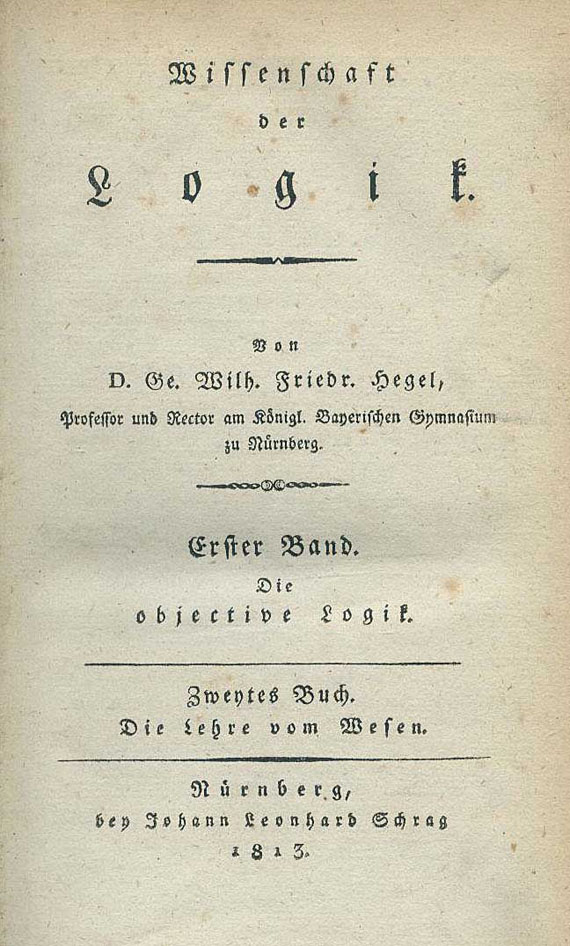 Wissenschaft
der
Logik.
Von
D. Ge. Wilh. Friedr. Hegel,
Professor und Rector am Königl. Bayerischen Gymnasium
zu Nürnberg.
Erster Band.
Die
objective Logik.
Zweytes Buch.
Die Lehre vom Wesen.
Nürnberg,
bey Johann Leonhard Schrag
1813.